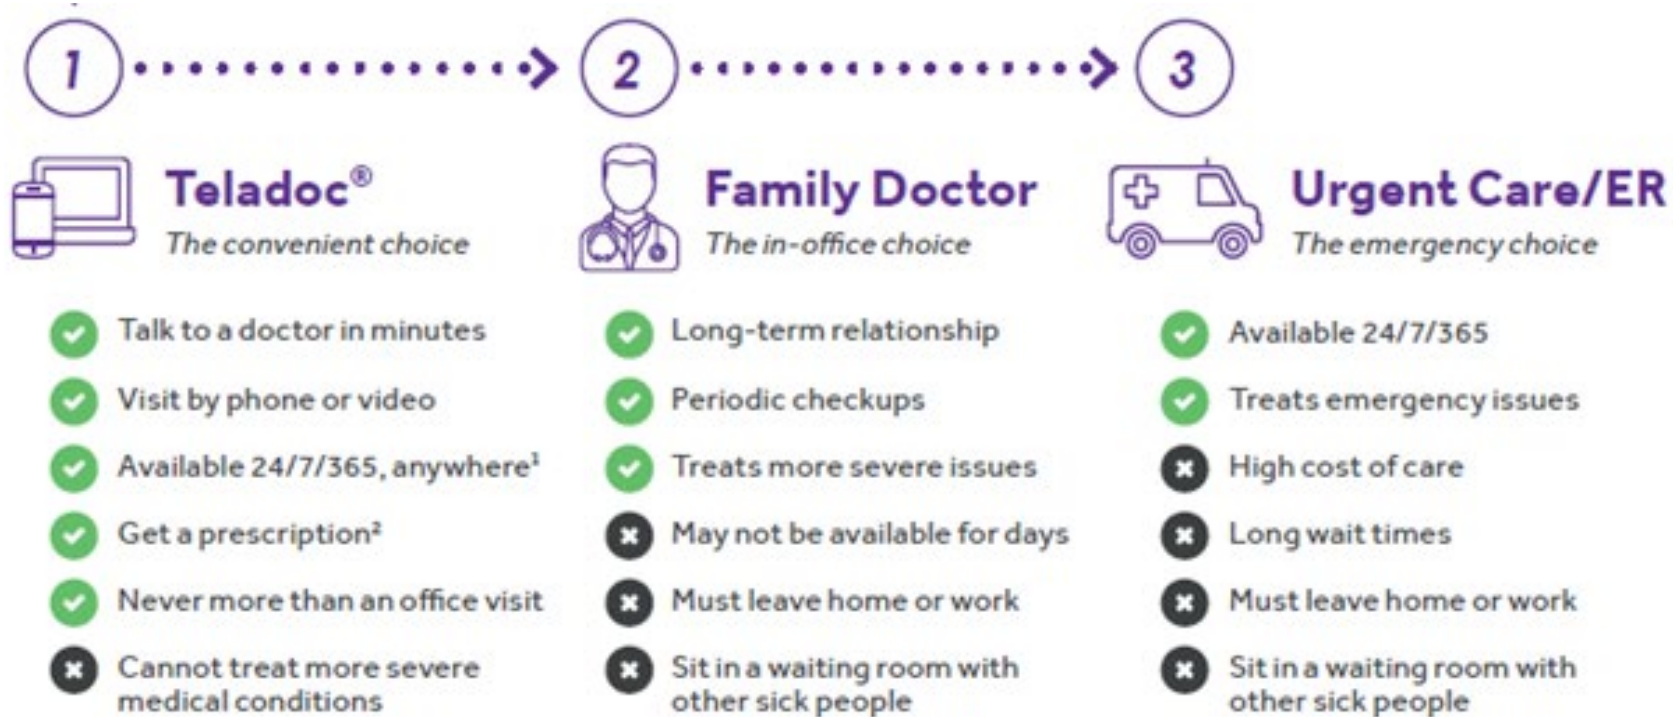 1
2
3
Teladoc®
The convenient choice
Talk to a doctor in minutes
Visit by phone or video
Available 24/7/365, anywhere¹
Get a prescription²
Never more than an office visit
Cannot treat more severe
medical conditions
Family Doctor
The in-office choice
Long-term relationship
Periodic checkups
Treats more severe issues
May not be available for days
Must leave home or work
Sit in a waiting room with
other sick people
Urgent Care/ER
The emergency choice
Available 24/7/365
Treats emergency issues
High cost of care
Long wait times
Must leave home or work
Sit in a waiting room with
other sick people